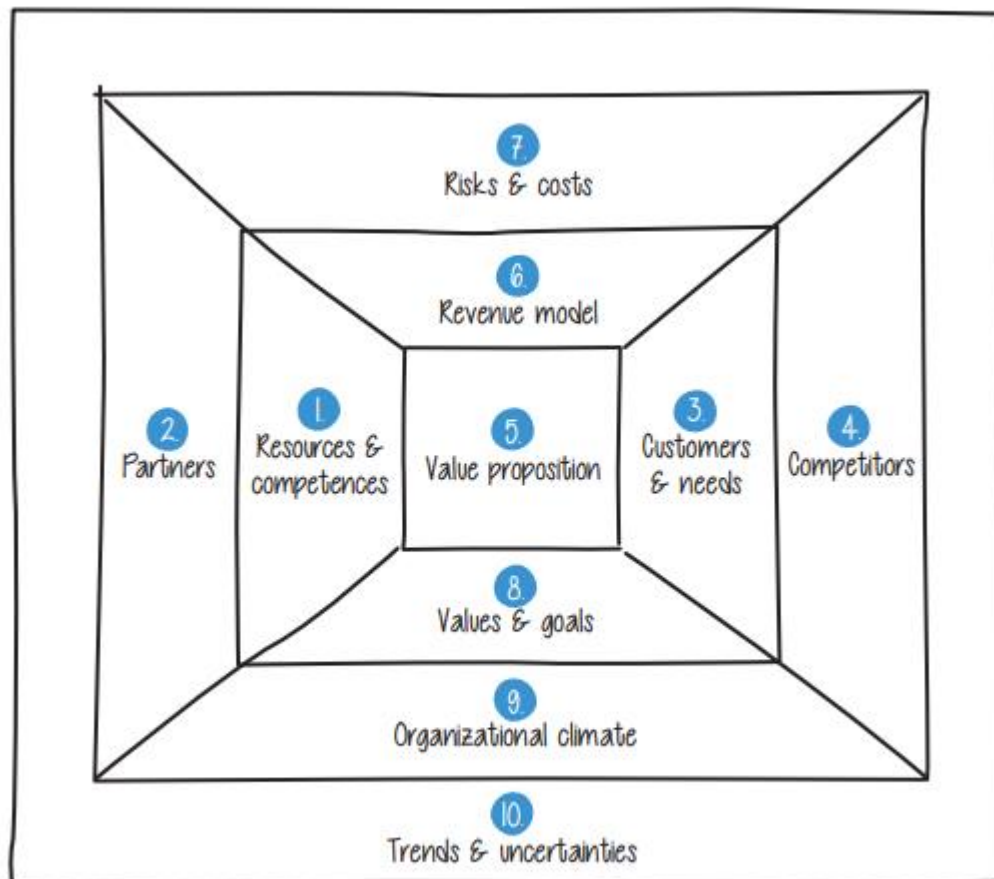 7.
Risks & costs
6.
Revenue model
2.
Partners
1.
Resources &
competences
5.
Value proposition
3.
Customers
& needs
4.
Competitors
8.
Values & goals
9.
Organizational climate
10.
Trends & uncertainties